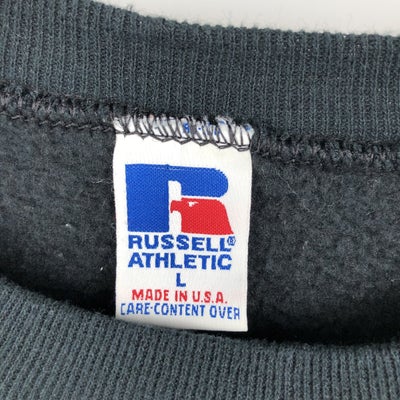 R
RUSSELL®
ATHLETIC
L
MADE IN U.S.A.
CARE-CONTENT OVER